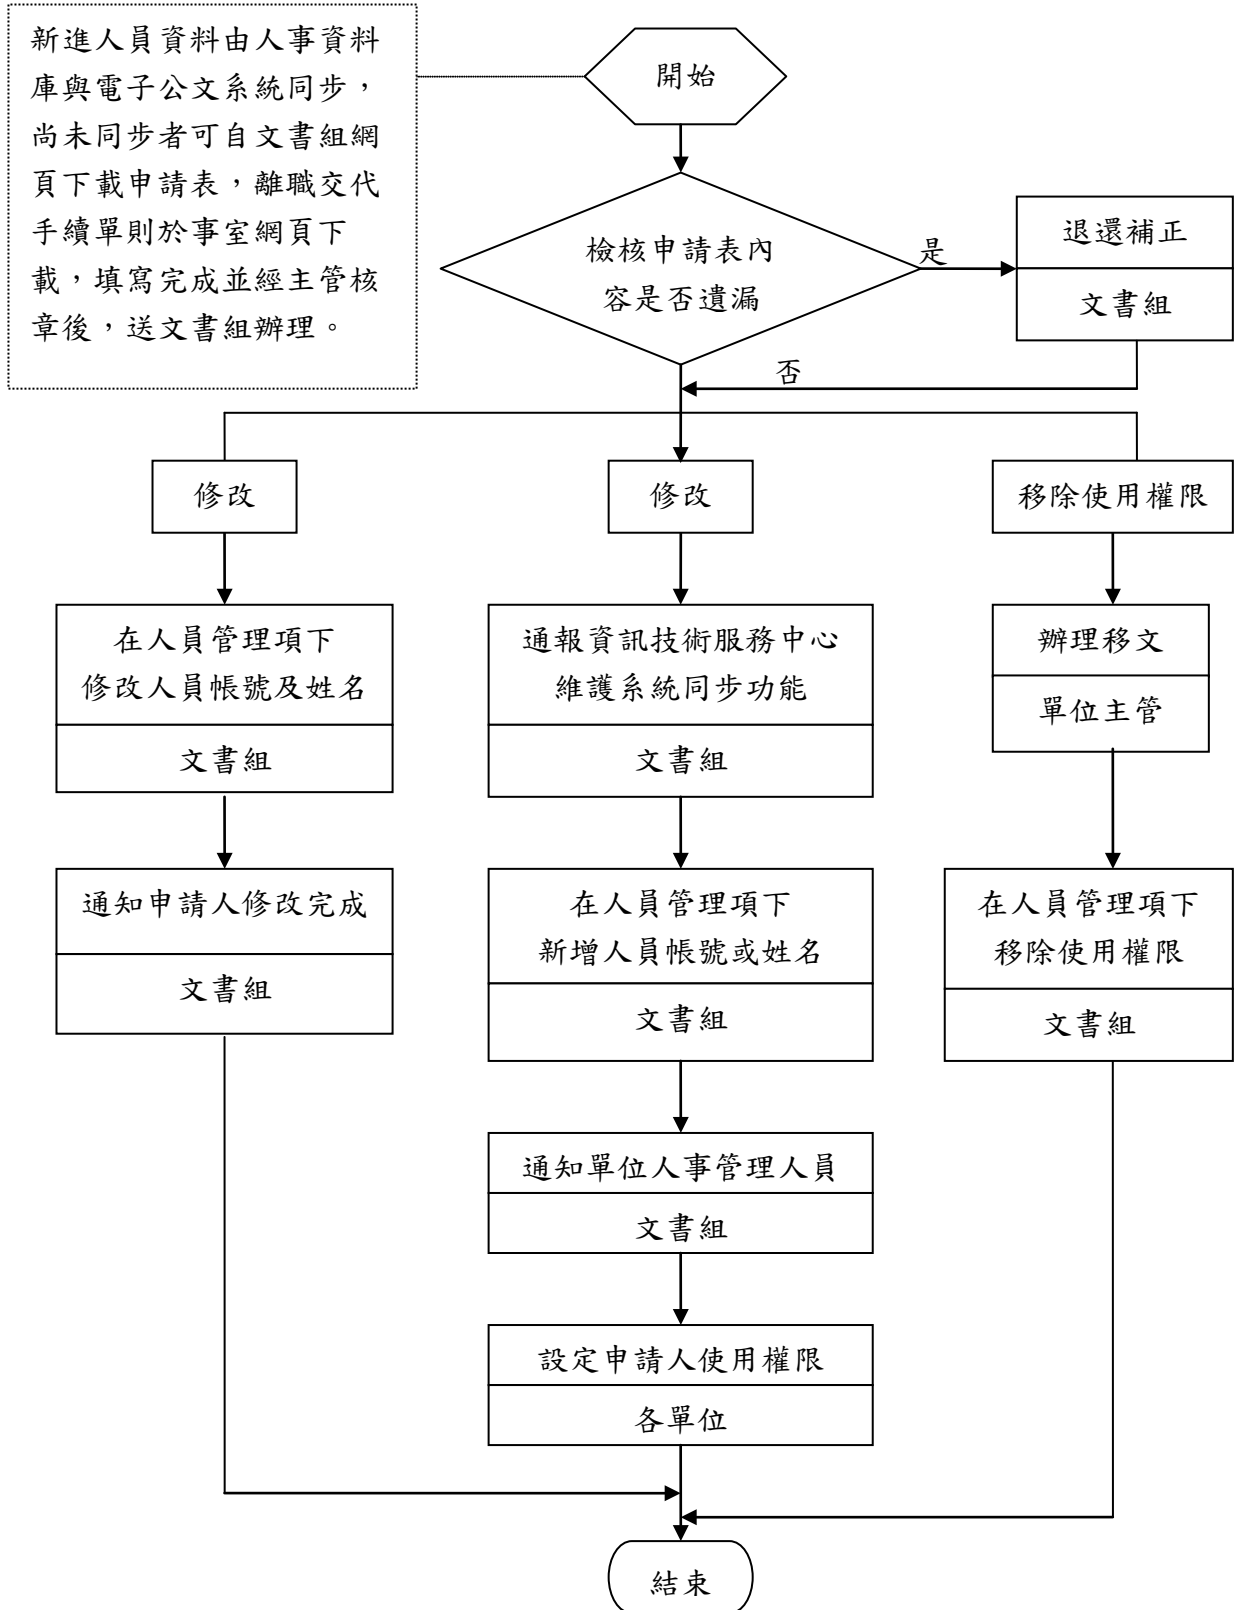 新進人員資料由人事資料
庫與電子公文系統同步，
尚未同步者可自文書組網
頁下載申請表，離職交代
手續單則於事室網頁下
載，填寫完成並經主管核
章後，送文書組辦理。
開始
檢核申請表內
容是否遺漏
是
退還補正
文書組
否
修改
修改
移除使用權限
在人員管理項下
修改人員帳號及姓名
文書組
通報資訊技術服務中心
維護系統同步功能
文書組
辦理移文
單位主管
通知申請人修改完成
文書組
在人員管理項下
新增人員帳號或姓名
文書組
在人員管理項下
移除使用權限
文書組
通知單位人事管理人員
文書組
設定申請人使用權限
各單位
結束